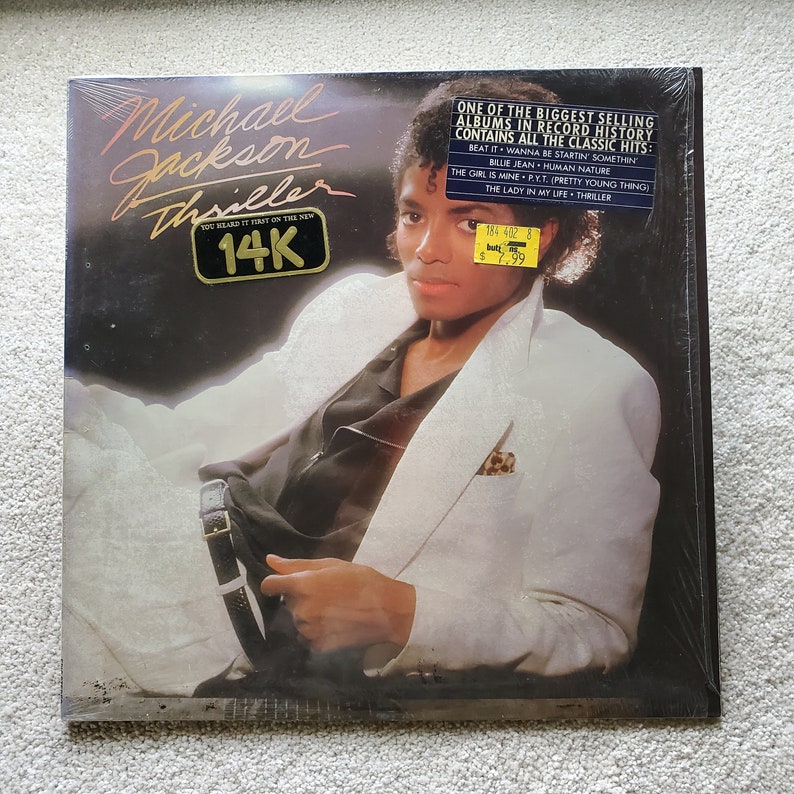 Michael
Jackson
Thriller
YOU HEARD IT FIRST ON THE NEW
14K
ONE OF THE BIGGEST SELLING
ALBUMS IN RECORD HISTORY
CONTAINS ALL THE CLASSIC HITS:
BEAT IT • WANNA BE STARTIN' SOMETHIN'
BILLIE JEAN • HUMAN NATURE
THE GIRL IS MINE • P.Y.T. (PRETTY YOUNG THING)
THE LADY IN MY LIFE • THRILLER
184 402 8
$ 7.99